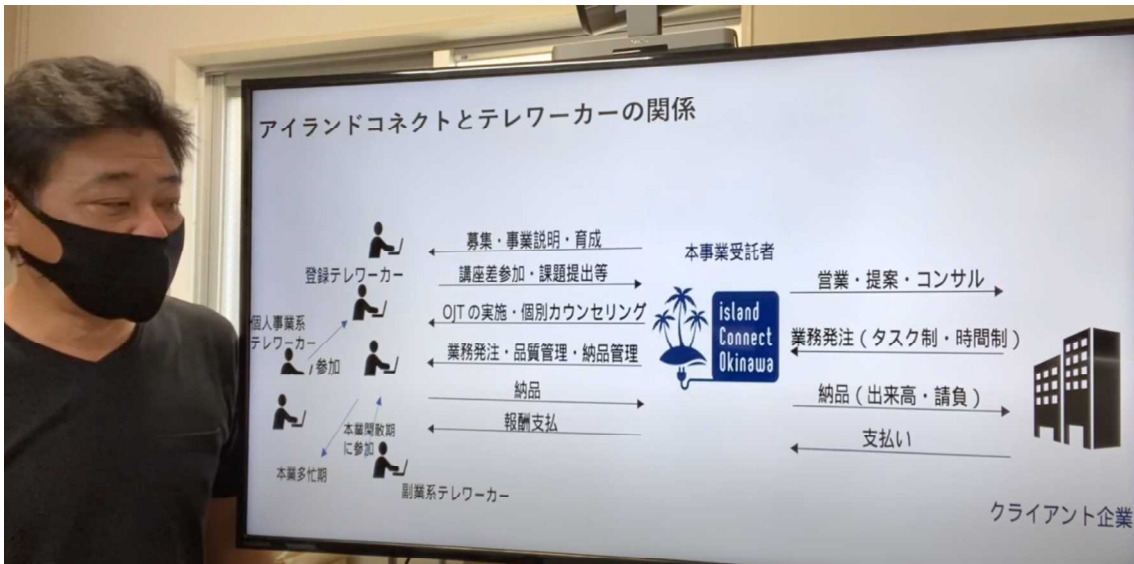 アイランドコネクトとテレワーカーの関係
募集・事業説明・育成
登録テレワーカー
講座差参加・課題提出等
OJTの実施・個別カウンセリング
個人事業系
テレワーカー
参加
業務発注・品質管理・納品管理
納品
報酬支払
本業閑散期
に参加
本業多忙期
副業系テレワーカー
本事業受託者
island
Connect
Okinawa
営業・提案・コンサル
業務発注(タスク制・時間制)
納品(出来高・請負)
支払い
クライアント企業